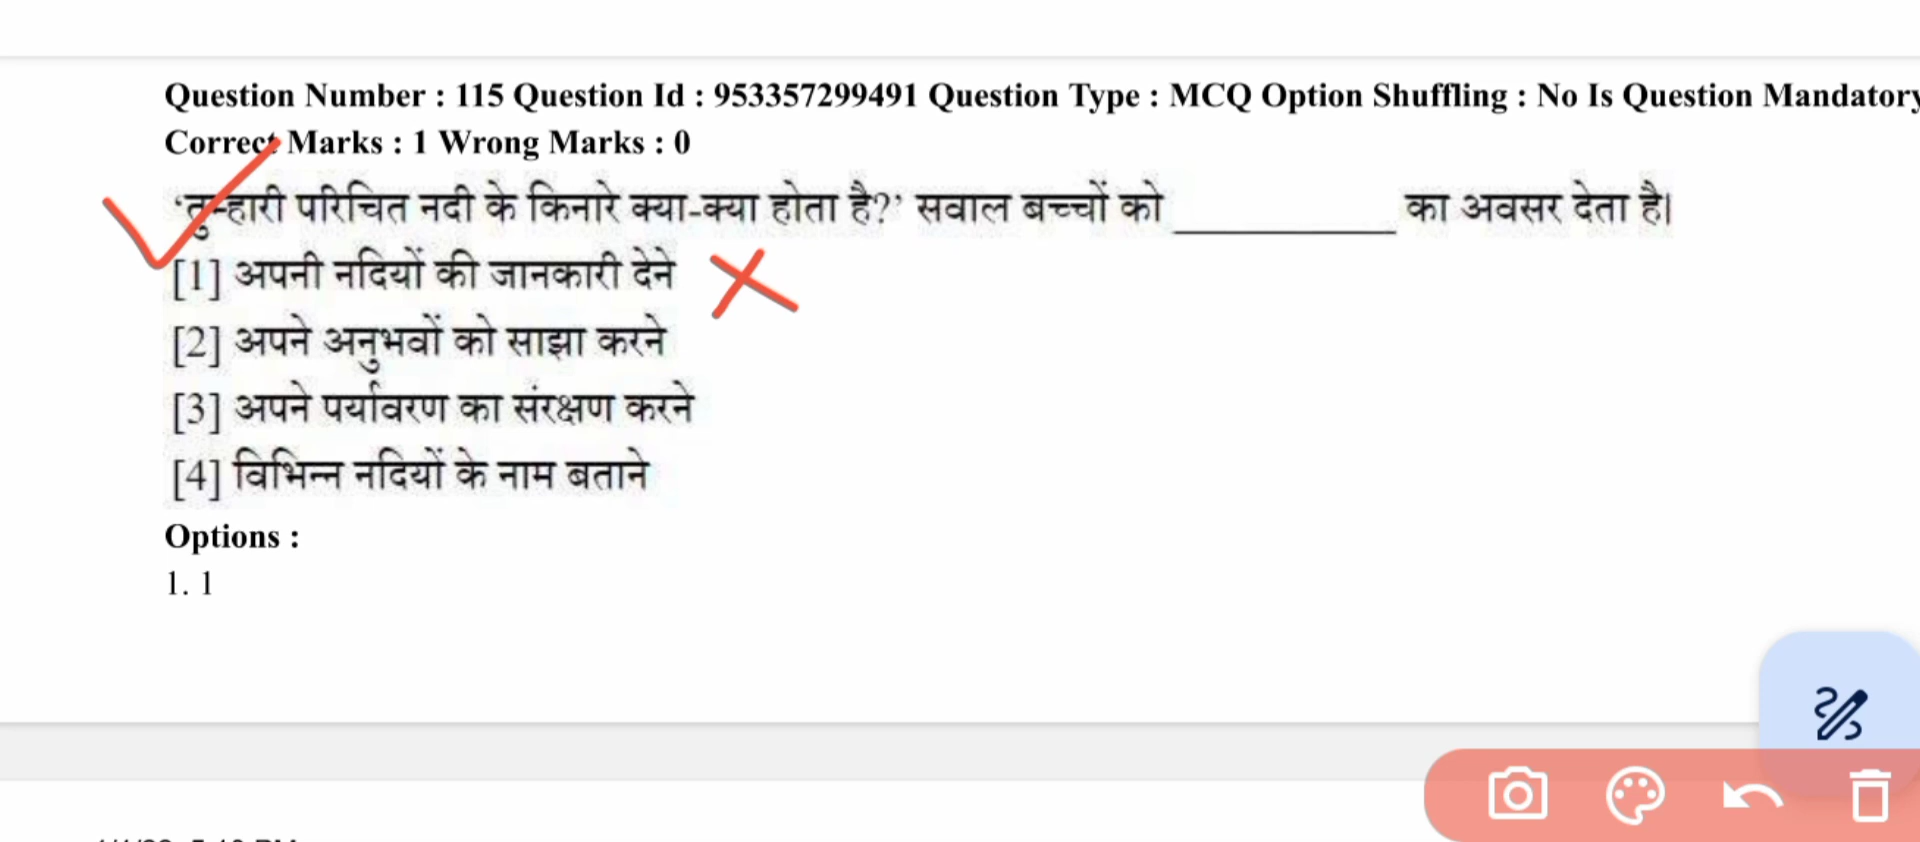 Question Number : 115 Question Id : 953357299491 Question Type : MCQ Option Shuffling : No Is Question Mandatory
Correct Marks : 1 Wrong Marks : 0
‘तुम्हारी परिचित नदी के किनारे क्या-क्या होता है?’ सवाल बच्चों को __________ का अवसर देता है।
[1] अपनी नदियों की जानकारी देने
[2] अपने अनुभवों को साझा करने
[3] अपने पर्यावरण का संरक्षण करने
[4] विभिन्न नदियों के नाम बताने
Options :
1. 1